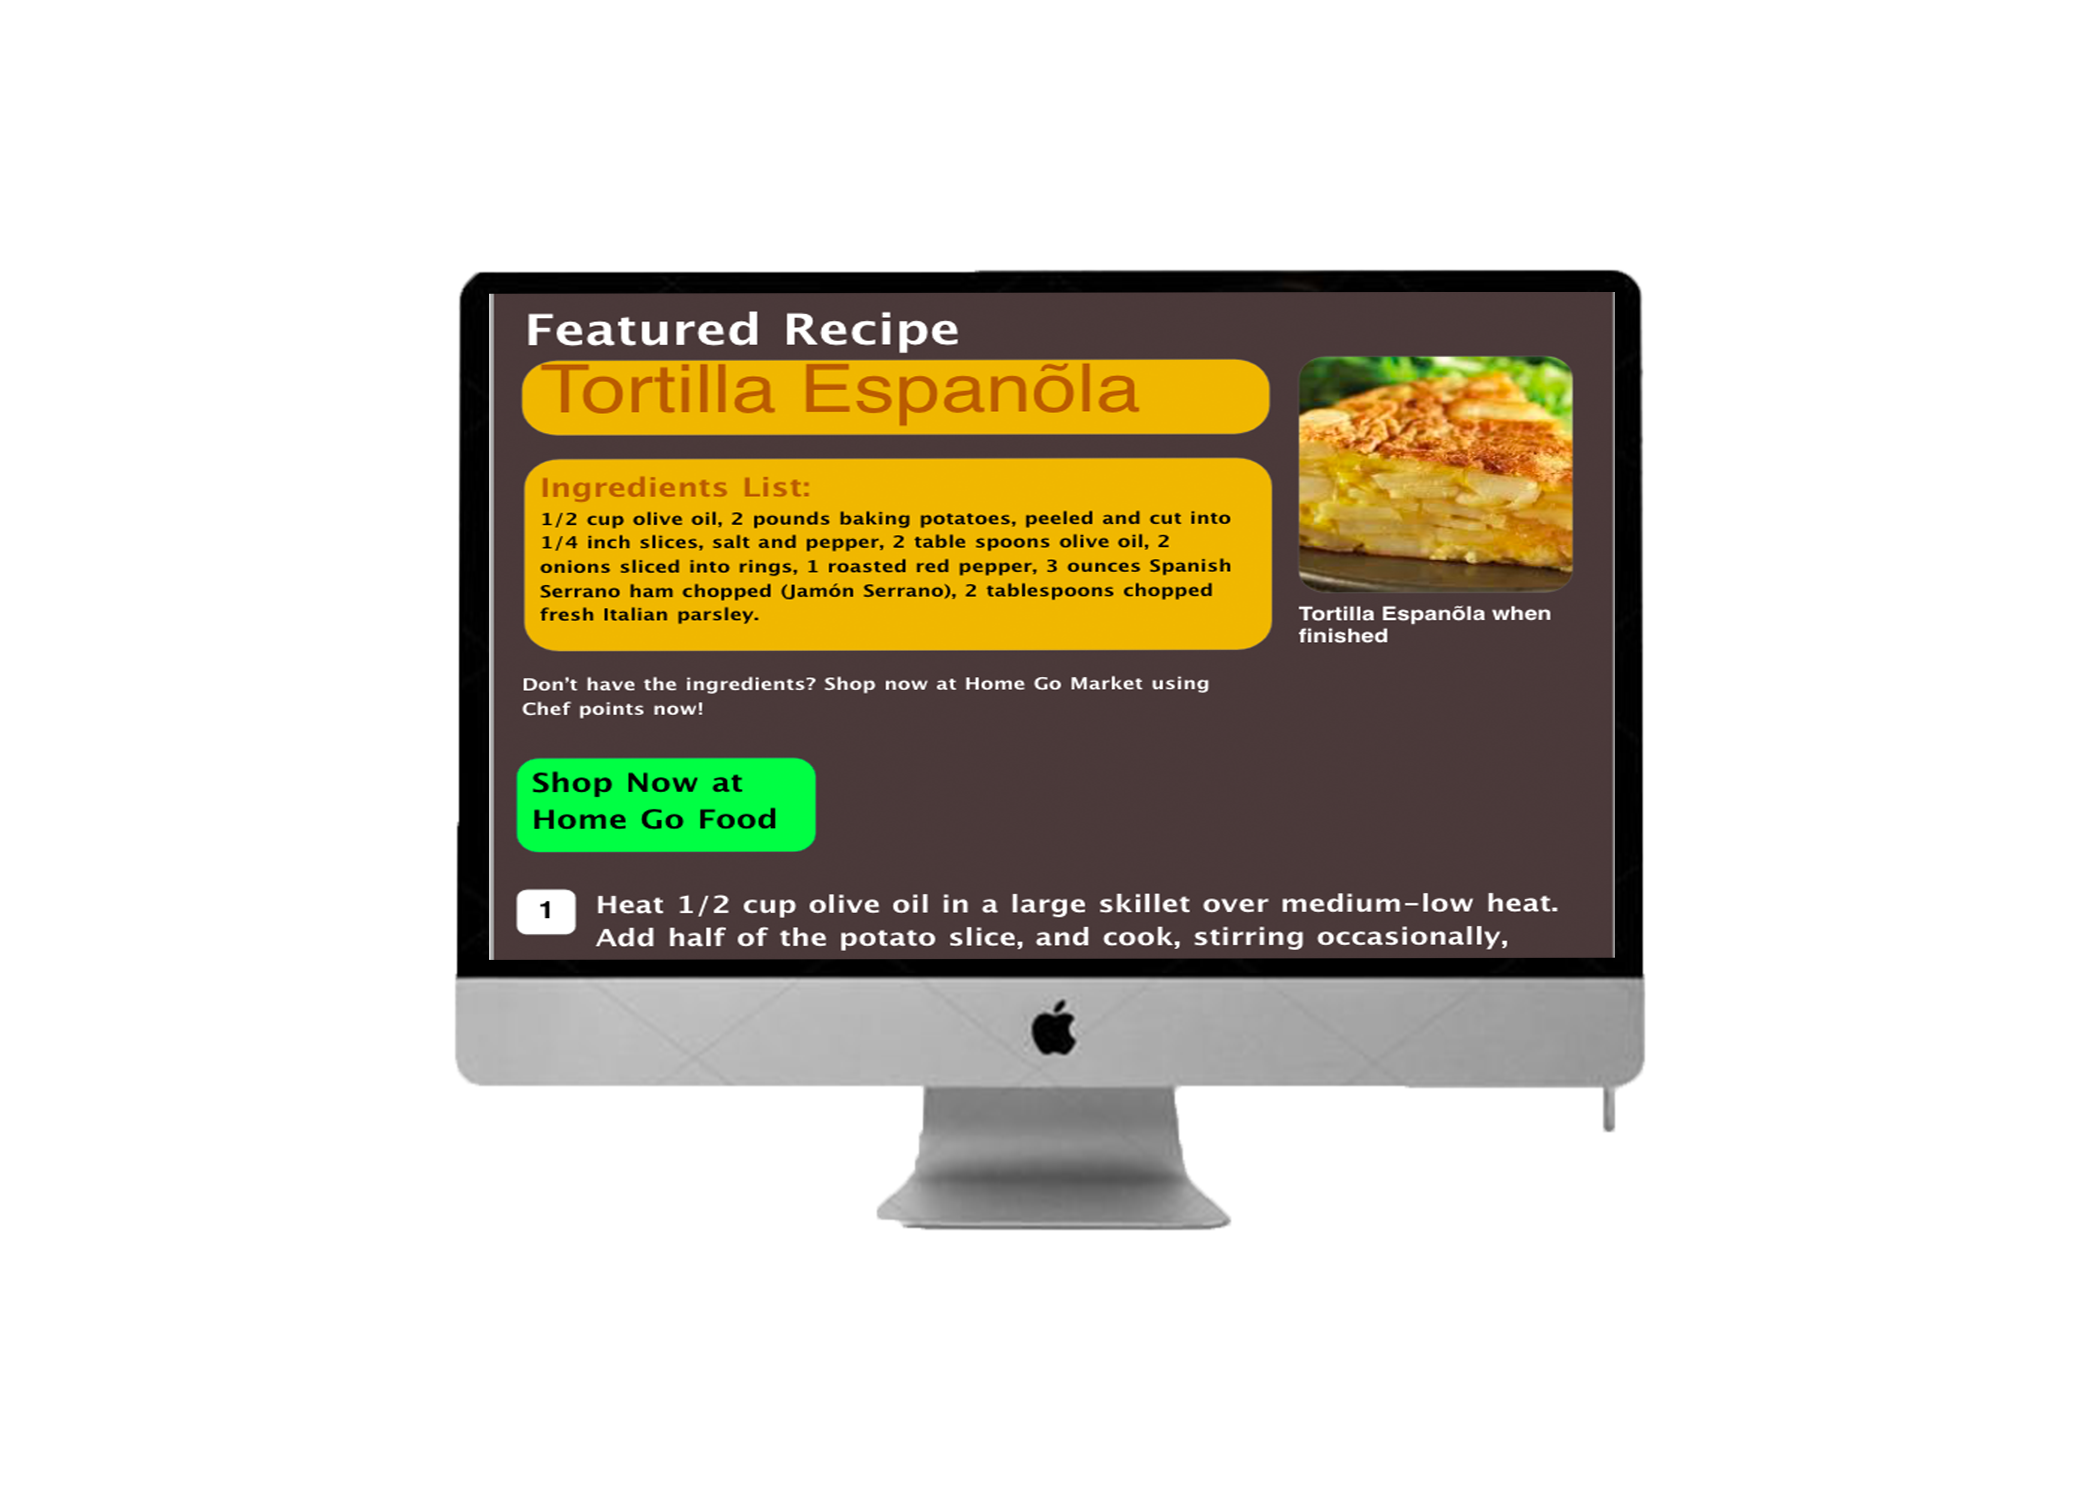 Featured Recipe
Tortilla Espanõla
Ingredients List:
1/2 cup olive oil, 2 pounds baking potatoes, peeled and cut into
1/4 inch slices, salt and pepper, 2 table spoons olive oil, 2
onions sliced into rings, 1 roasted red pepper, 3 ounces Spanish
Serrano ham chopped (Jamón Serrano), 2 tablespoons chopped
fresh Italian parsley.
Tortilla Espanõla when
finished
Don’t have the ingredients? Shop now at Home Go Market using
Chef points now!
Shop Now at
Home Go Food
1
Heat 1/2 cup olive oil in a large skillet over medium-low heat.
Add half of the potato slice, and cook, stirring occasionally,